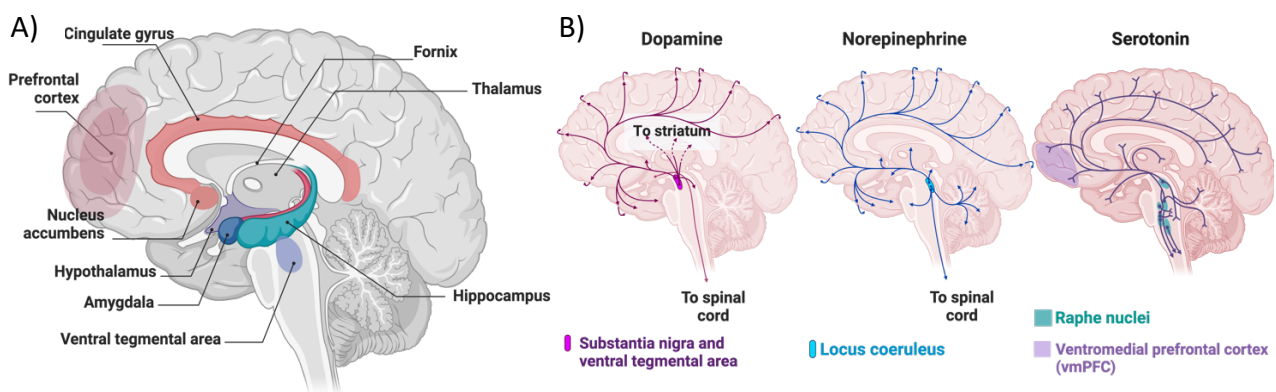 A)
Cingulate gyrus
Prefrontal
cortex
Nucleus
accumbens
Hypothalamus
Amygdala
Ventral tegmental area
Fornix
Thalamus
Hippocampus
B)
Dopamine
To striatum
To spinal
cord
Substantia nigra and
ventral tegmental area
Norepinephrine
To spinal
cord
Locus coeruleus
Serotonin
Raphe nuclei
Ventromedial prefrontal cortex
(vmPFC)